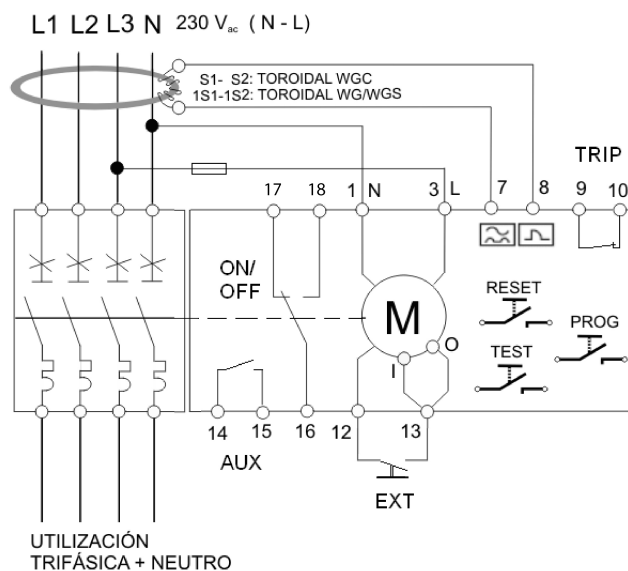 L1 L2 L3 N 230 Vac ( N - L)
S1- S2: TOROIDAL WGC
1S1-1S2: TOROIDAL WG/WGS
TRIP
17 18 1 N 3 L 7 8 9 10
ON/
OFF
M
I O
RESET
PROG
TEST
14 15 16 12 13
AUX
EXT
UTILIZACIÓN
TRIFÁSICA + NEUTRO